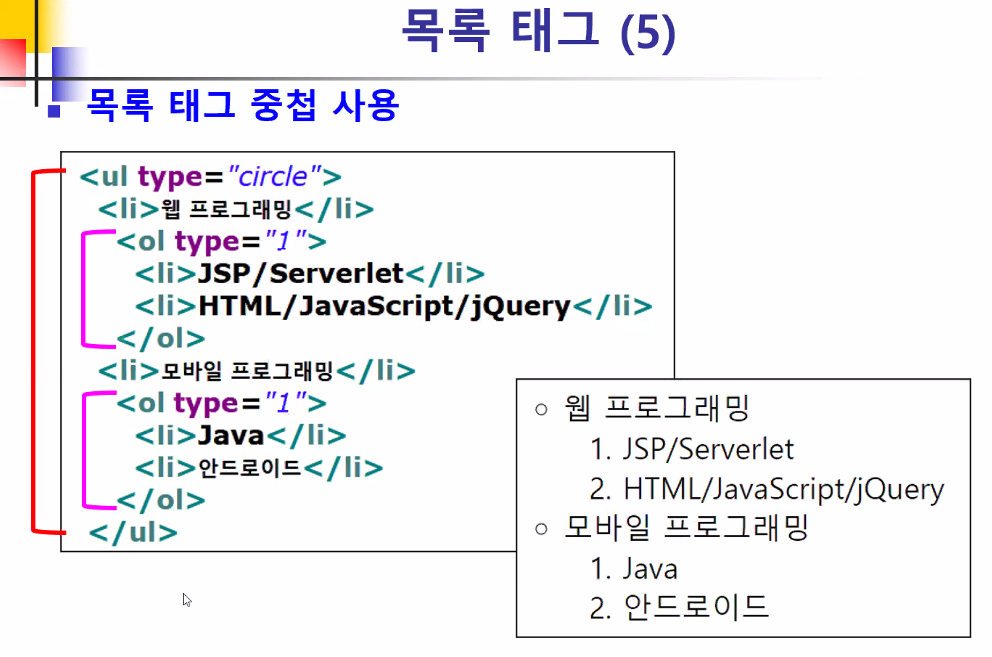 목록 태그 (5)
목록 태그 중첩 사용
<ul type="circle">
<li>웹 프로그래밍</li>
<ol type="1">
<li>JSP/Serverlet</li>
<li>HTML/JavaScript/jQuery</li>
</ol>
<li>모바일 프로그래밍</li>
<ol type="1">
<li>Java</li>
<li>안드로이드</li>
</ol>
</ul>
○ 웹 프로그래밍
1. JSP/Serverlet
2. HTML/JavaScript/jQuery
○ 모바일 프로그래밍
1. Java
2. 안드로이드